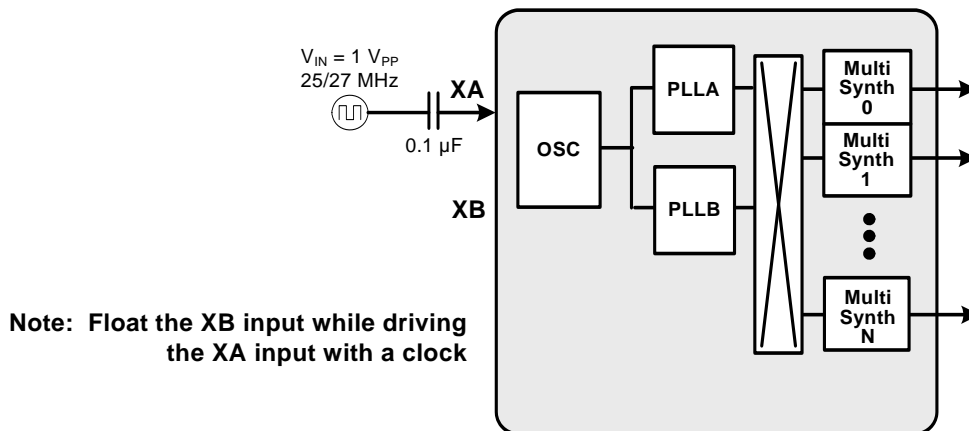 V_IN = 1 V_PP
25/27 MHz
XA
0.1 µF
XB
OSC
PLLA
PLLB
Multi
Synth
0
Multi
Synth
1
Multi
Synth
N
Note: Float the XB input while driving
the XA input with a clock